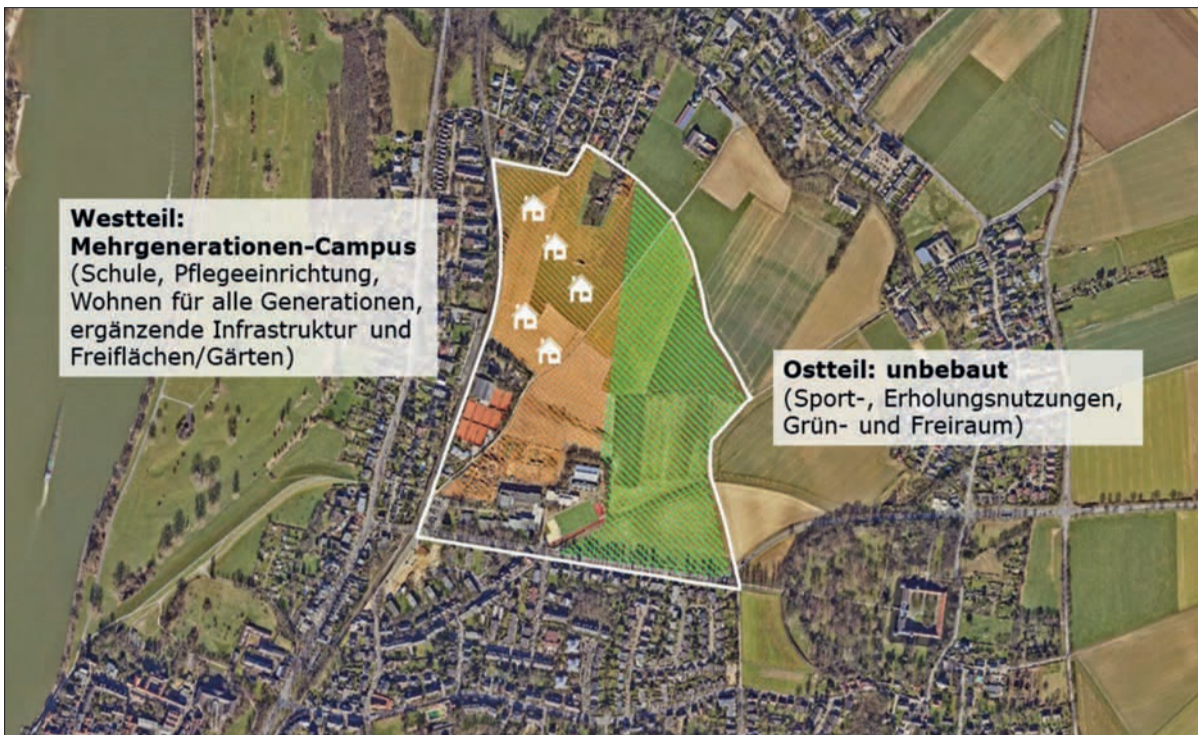 Westteil:
Mehrgenerationen-Campus
(Schule, Pflegeeinrichtung,
Wohnen für alle Generationen,
ergänzende Infrastruktur und
Freiflächen/Gärten)
Ostteil: unbebaut
(Sport-, Erholungsnutzungen,
Grün- und Freiraum)